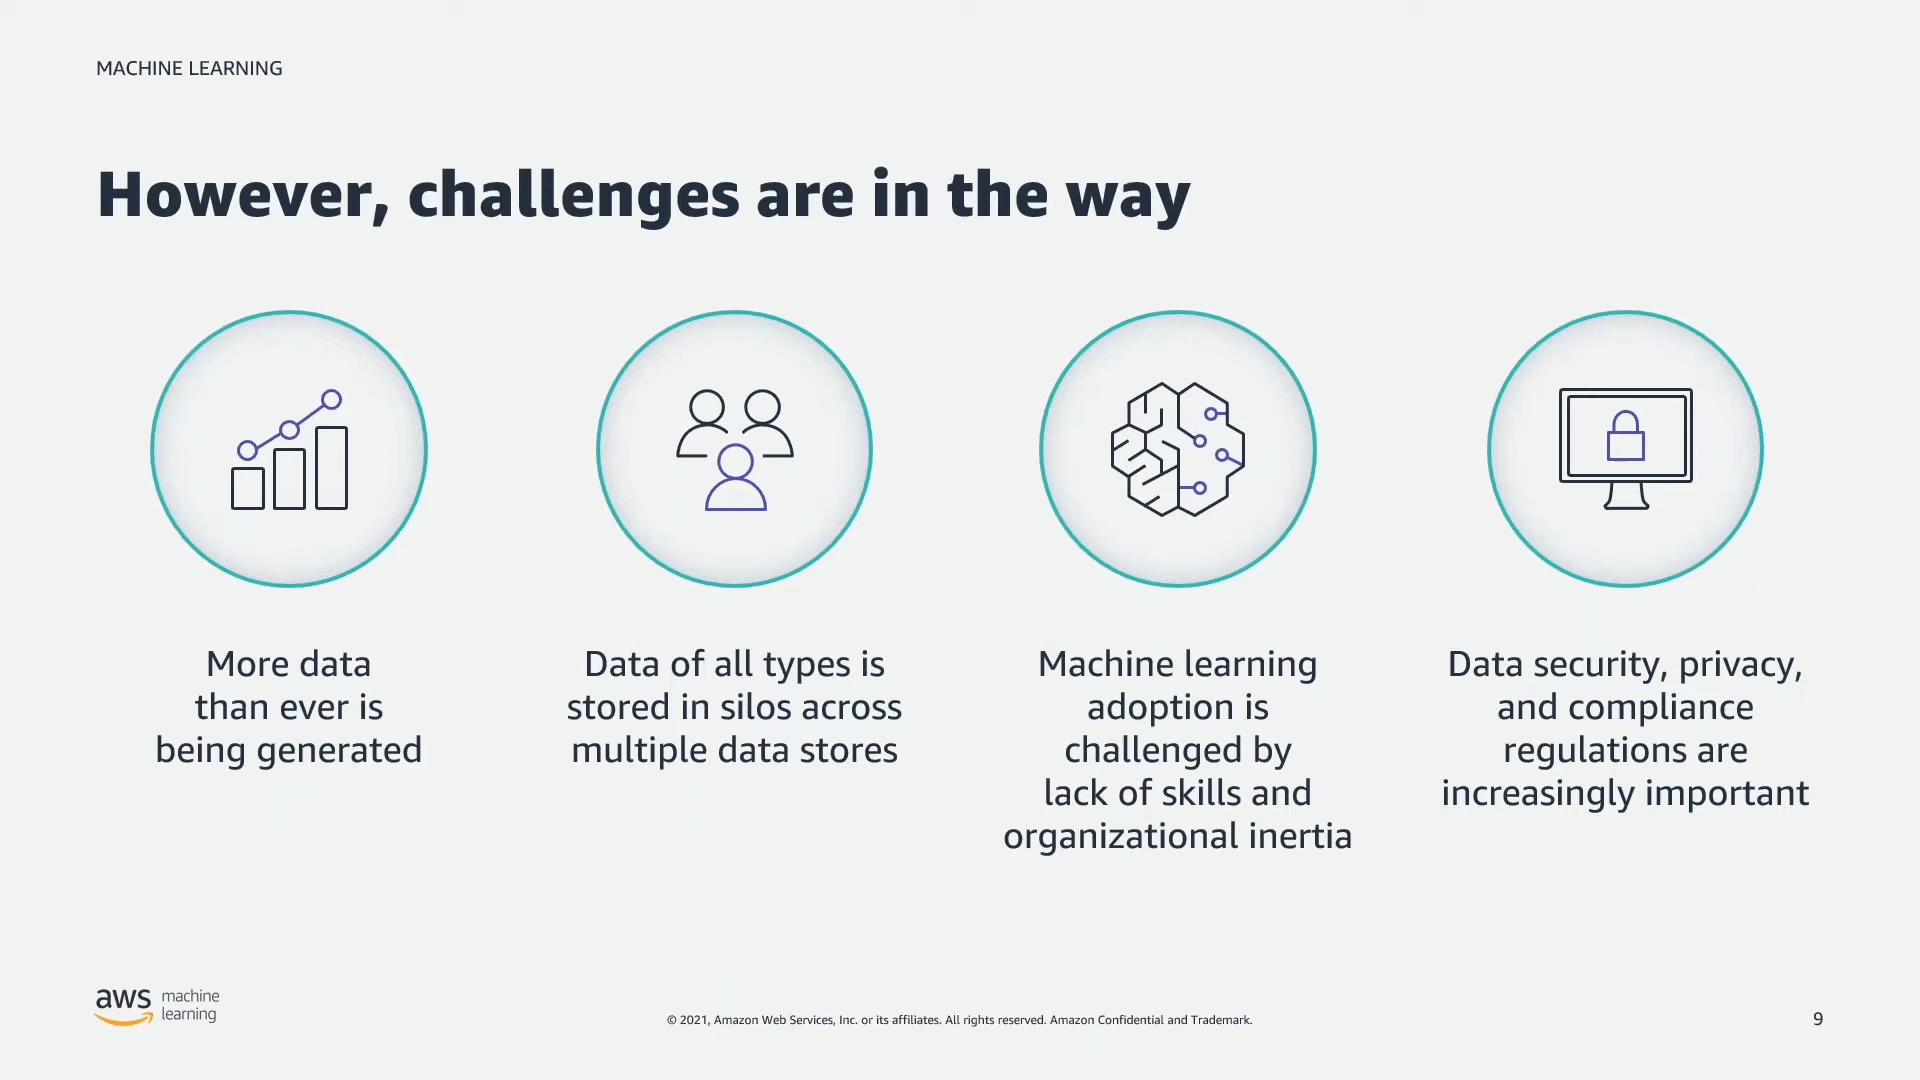 MACHINE LEARNING
However, challenges are in the way
More data
than ever is
being generated
Data of all types is
stored in silos across
multiple data stores
Machine learning
adoption is
challenged by
lack of skills and
organizational inertia
Data security, privacy,
and compliance
regulations are
increasingly important
aws machine
learning
© 2021, Amazon Web Services, Inc. or its affiliates. All rights reserved. Amazon Confidential and Trademark.
9